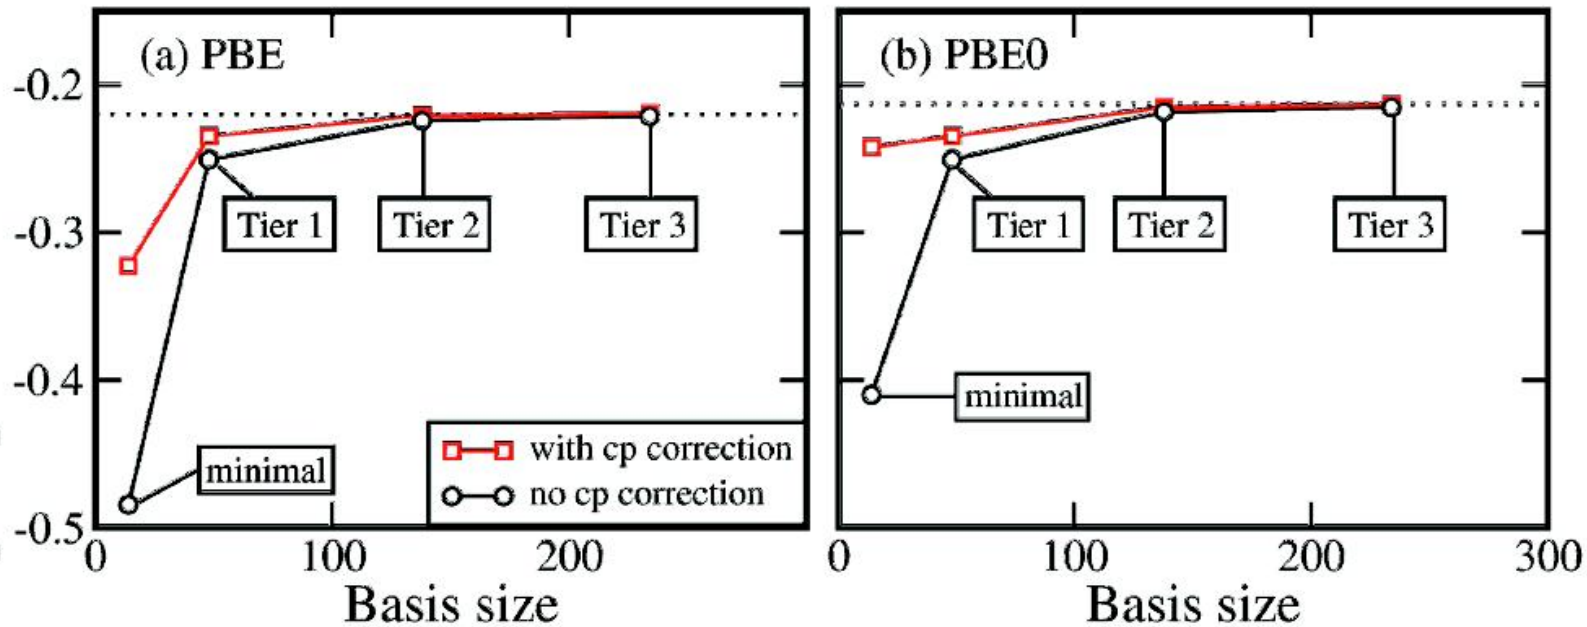 (a) PBE
(b) PBE0
-0.2
-0.3
-0.4
-0.5
Tier 1
Tier 2
Tier 3
Tier 1
Tier 2
Tier 3
minimal
minimal
with cp correction
no cp correction
0 100 200
0 100 200 300
Basis size
Basis size